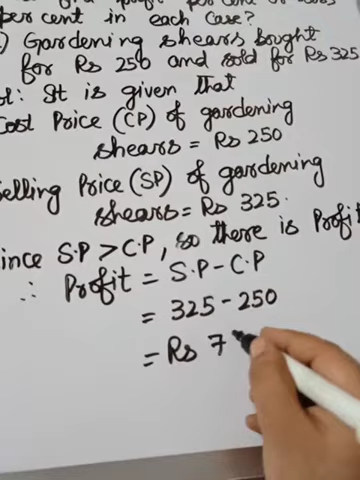 per cent in each case?
) Gardening shears bought
for Rs 250 and sold for Rs 325
ol: It is given that
Cost Price (CP) of gardening
shears = Rs 250
Selling Price (SP) of gardening
shears = Rs 325.
ince S.P > C.P, so there is Profit
∴ Profit = S.P - C.P
= 325 - 250
= Rs 7